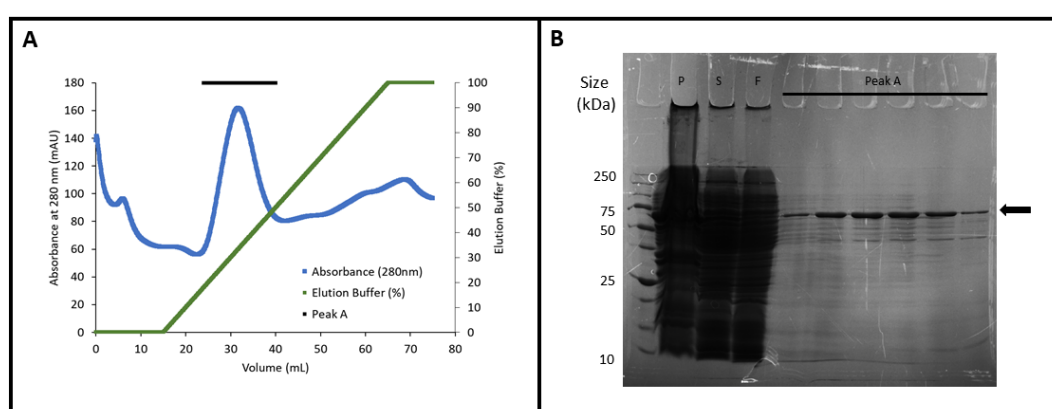 A
180
160
140
120
100
80
60
40
20
0
Absorbance at 280 nm (mAU)
100
90
80
70
60
50
40
30
20
10
0
Elution Buffer (%)
Absorbance (280nm)
Elution Buffer (%)
Peak A
0 10 20 30 40 50 60 70 80
Volume (mL)
B
Size
(kDa)
P S F Peak A
250
75
50
25
10